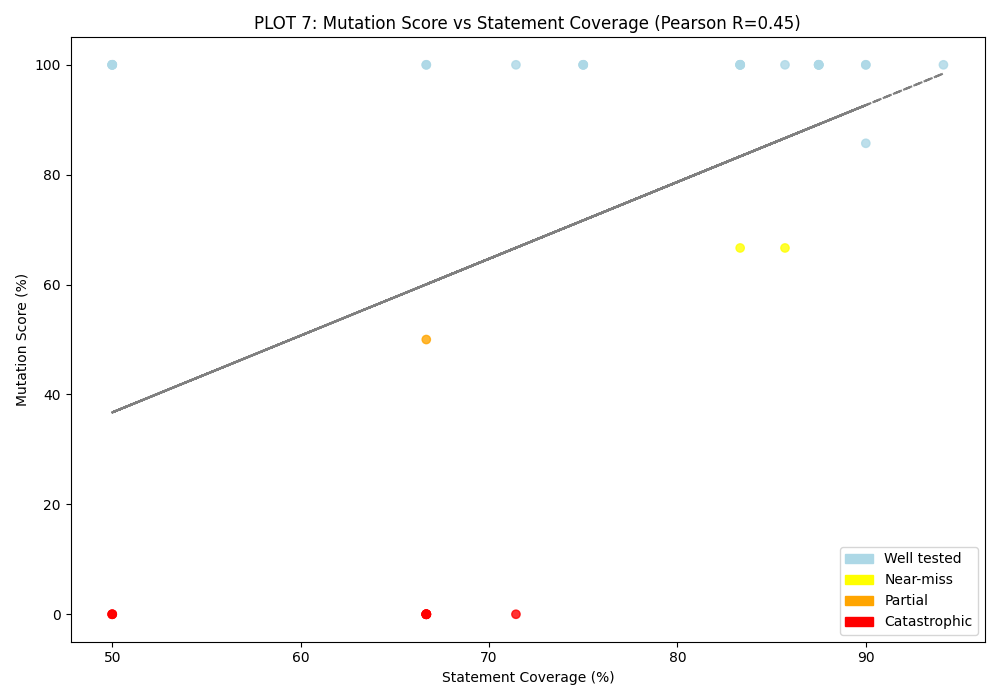 PLOT 7: Mutation Score vs Statement Coverage (Pearson R=0.45)
Mutation Score (%)
100
80
60
40
20
0
50 60 70 80 90
Statement Coverage (%)
Well tested
Near-miss
Partial
Catastrophic